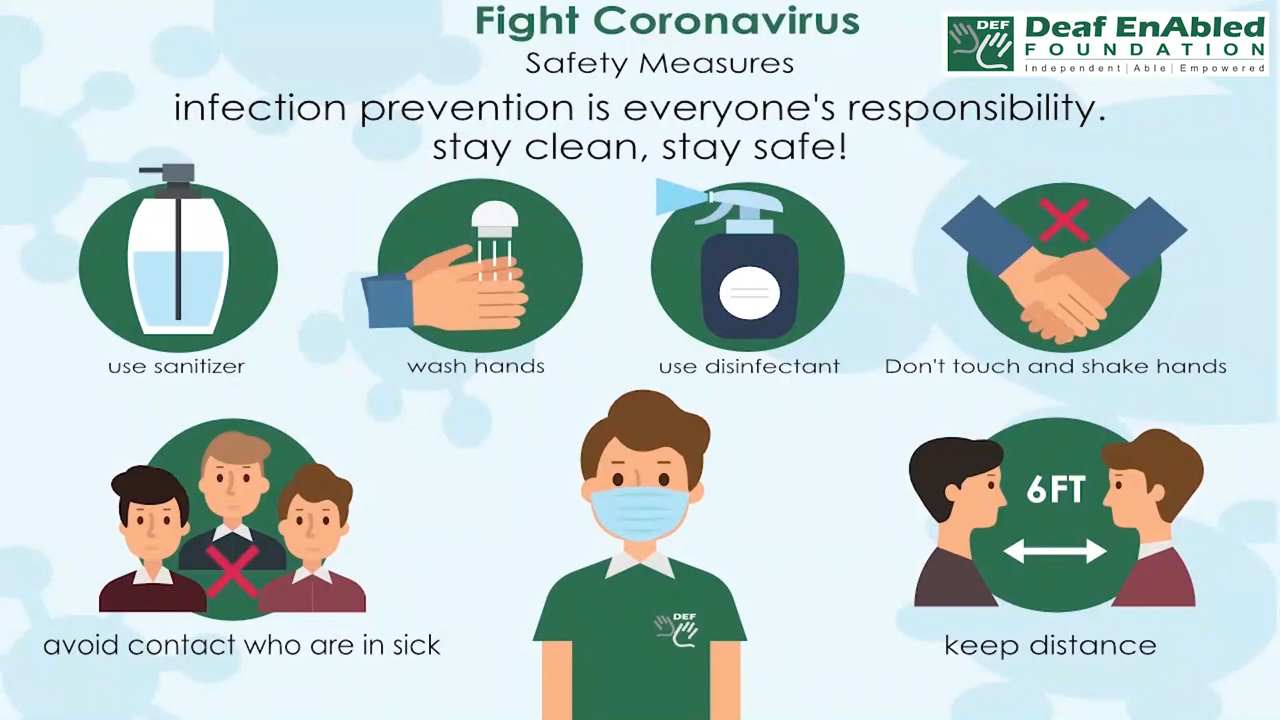 Fight Coronavirus
Safety Measures
DEF
Deaf EnAbled
FOUNDATION
Independent | Able | Empowered
infection prevention is everyone's responsibility.
stay clean, stay safe!
use sanitizer
wash hands
use disinfectant
Don't touch and shake hands
6FT
DEF
avoid contact who are in sick
keep distance